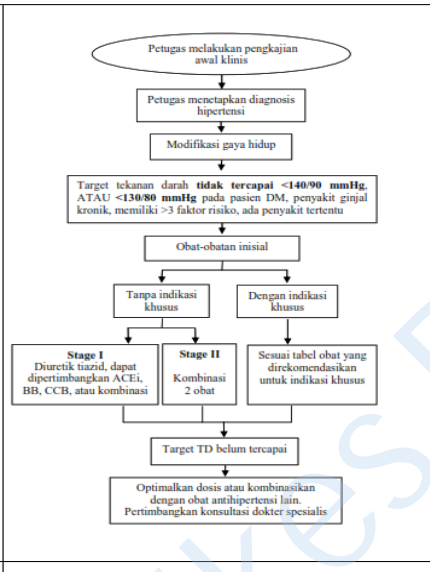 Petugas melakukan pengkajian
awal klinis
Petugas menetapkan diagnosis
hipertensi
Modifikasi gaya hidup
Target tekanan darah tidak tercapai <140/90 mmHg,
ATAU <130/80 mmHg pada pasien DM, penyakit ginjal
kronik, memiliki >3 faktor risiko, ada penyakit tertentu
Obat-obatan inisial
Tanpa indikasi
khusus
Dengan indikasi
khusus
Stage I
Diuretik tiazid, dapat
dipertimbangkan ACEi,
BB, CCB, atau kombinasi
Stage II
Kombinasi
2 obat
Sesuai tabel obat yang
direkomendasikan
untuk indikasi khusus
Target TD belum tercapai
Optimalkan dosis atau kombinasikan
dengan obat antihipertensi lain.
Pertimbangkan konsultasi dokter spesialis